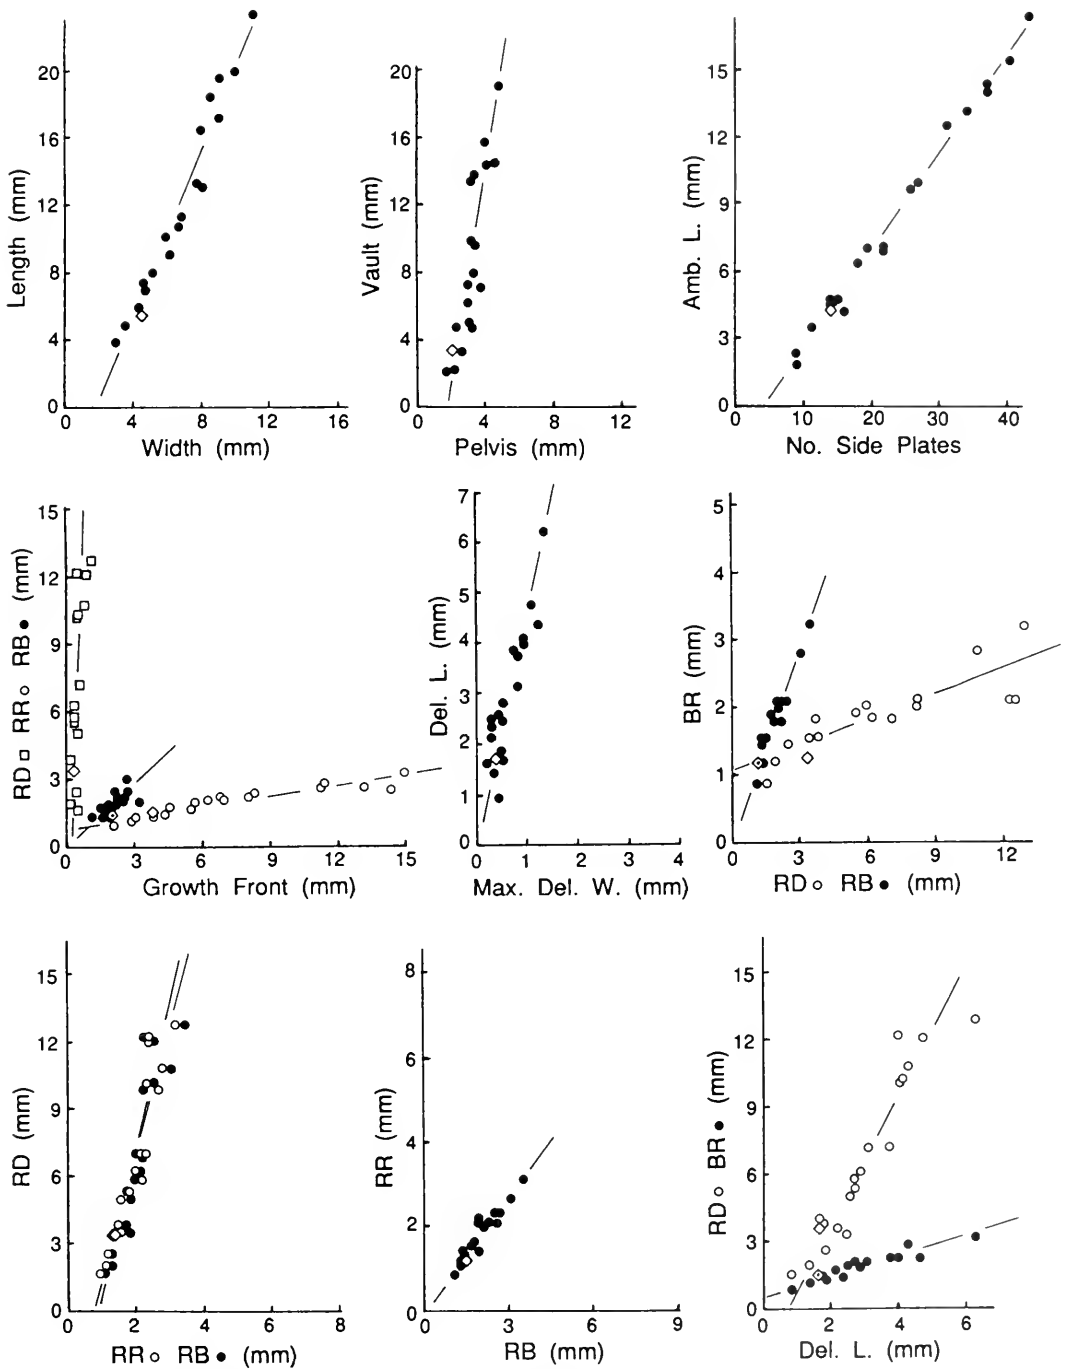 Length (mm)
20
16
12
8
4
0
0 4 8 12 16
Width (mm)
Vault (mm)
20
16
12
8
4
0
0 4 8 12
Pelvis (mm)
Amb. L. (mm)
15
12
9
6
3
0
0 10 20 30 40
No. Side Plates
RD □ RR ○ RB ● (mm)
15
12
9
6
3
0
0 3 6 9 12 15
Growth Front (mm)
Del. L. (mm)
7
6
5
4
3
2
1
0
0 1 2 3 4
Max. Del. W. (mm)
BR (mm)
5
4
3
2
1
0
0 3 6 9 12
RD ○ RB ● (mm)
RD (mm)
15
12
9
6
3
0
0 2 4 6 8
RR ○ RB ● (mm)
RR (mm)
8
6
4
2
0
0 3 6 9
RB (mm)
RD ○ BR ● (mm)
15
12
9
6
3
0
0 2 4 6
Del. L. (mm)